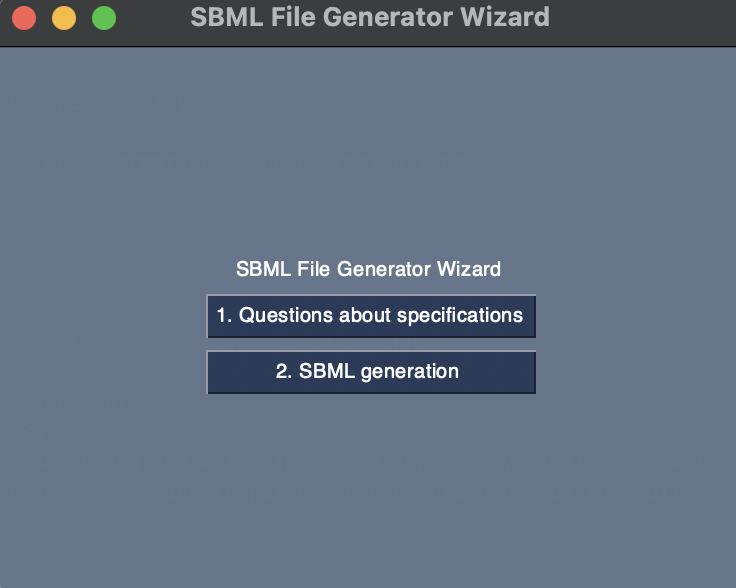 SBML File Generator Wizard
SBML File Generator Wizard
1. Questions about specifications
2. SBML generation